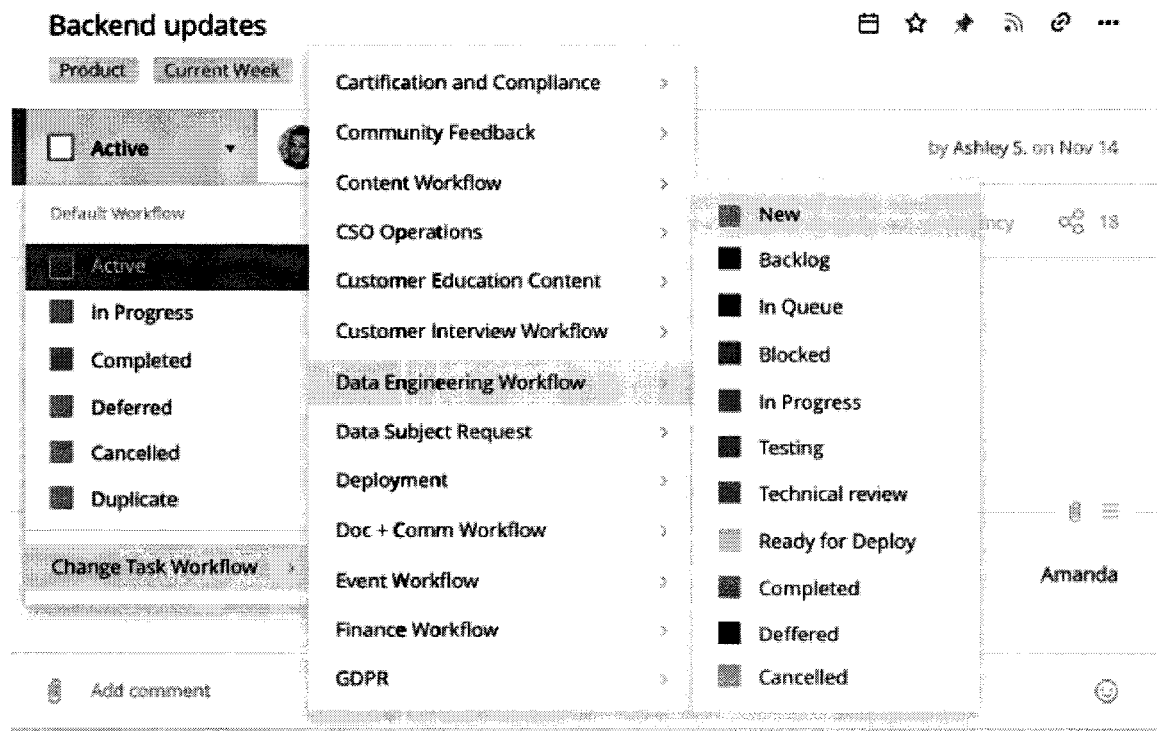 Backend updates
Product Current Week
Active
by Ashley S. on Nov 14
Default Workflow
Active
In Progress
Completed
Deferred
Cancelled
Duplicate
Change Task Workflow
Cartification and Compliance
Community Feedback
Content Workflow
CSO Operations
Customer Education Content
Customer Interview Workflow
Data Engineering Workflow
Data Subject Request
Deployment
Doc + Comm Workflow
Event Workflow
Finance Workflow
GDPR
New
Backlog
In Queue
Blocked
In Progress
Testing
Technical review
Ready for Deploy
Completed
Deffered
Cancelled
ncy 18
Amanda
Add comment